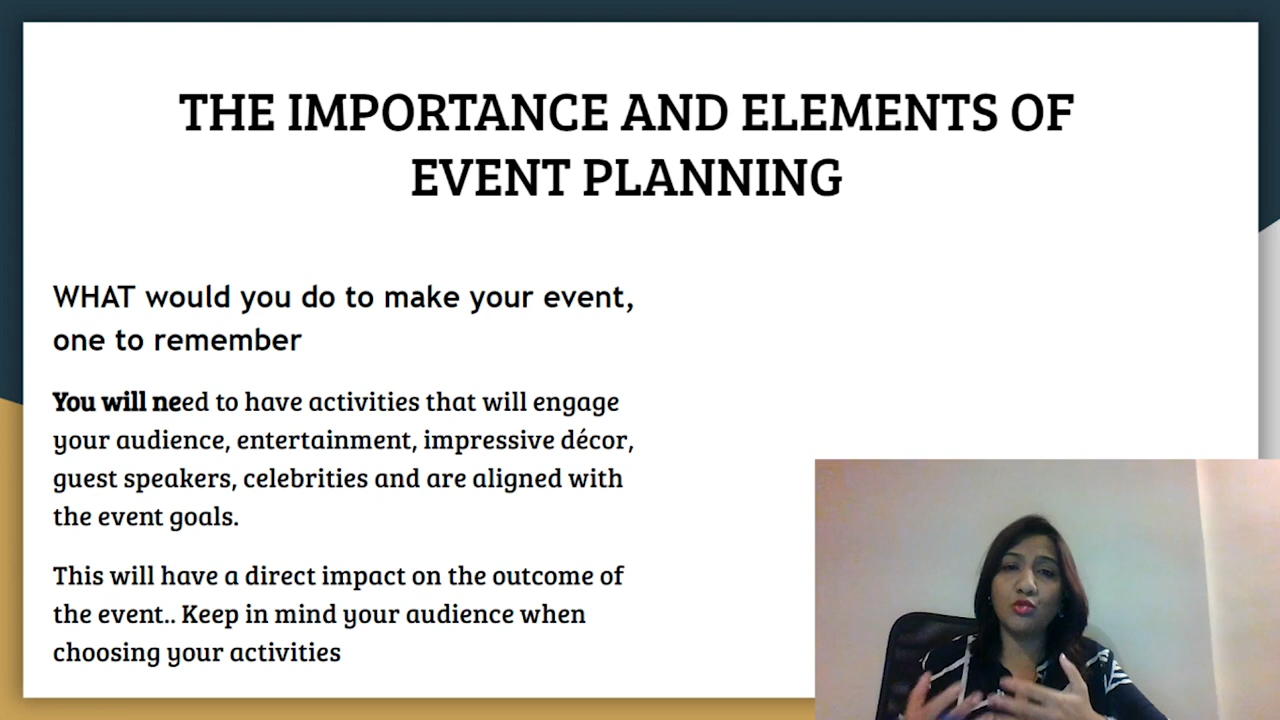 THE IMPORTANCE AND ELEMENTS OF
EVENT PLANNING
WHAT would you do to make your event,
one to remember
You will need to have activities that will engage
your audience, entertainment, impressive décor,
guest speakers, celebrities and are aligned with
the event goals.
This will have a direct impact on the outcome of
the event.. Keep in mind your audience when
choosing your activities